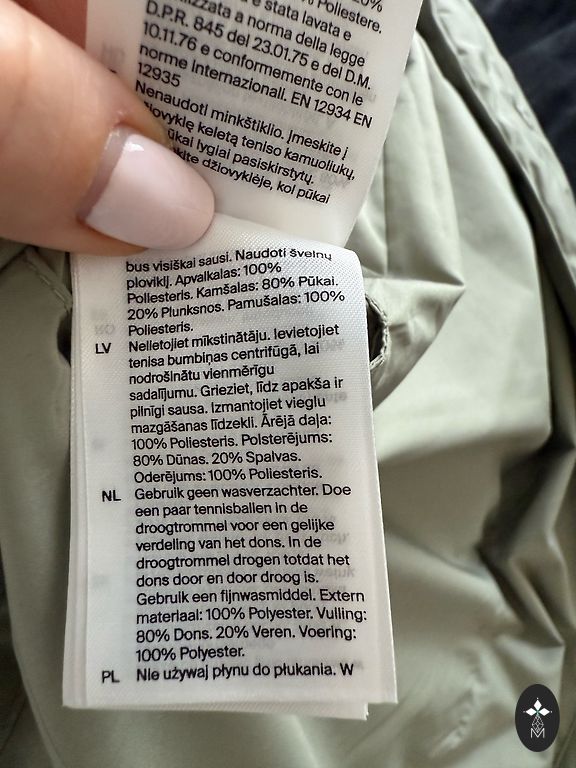 Poliestere.
izzata a norma della legge
D.P.R. 845 del 23.01.75 e del D.M.
10.11.76 e conformemente con le
norme Internazionali. EN 12934 EN
12935
Nenaudoti minkštiklio. Įmeskite į
džiovyklę keletą teniso kamuoliukų,
pūkai lygiai pasiskirstytų.
džiovyklėje, kol pūkai
bus visiškai sausi. Naudoti švelnų
ploviklį. Apvalkalas: 100%
Poliesteris. Kamšalas: 80% Pūkai.
20% Plunksnos. Pamušalas: 100%
Poliesteris.
LV Nelietojiet mīkstinātāju. Ievietojiet
tenisa bumbiņas centrifūgā, lai
nodrošinātu vienmērīgu
sadalījumu. Grieziet, līdz apakša ir
pilnīgi sausa. Izmantojiet vieglu
mazgāšanas līdzekli. Ārējā daļa:
100% Poliesteris. Polsterējums:
80% Dūnas. 20% Spalvas.
Oderējums: 100% Poliesteris.
NL Gebruik geen wasverzachter. Doe
een paar tennisballen in de
droogtrommel voor een gelijke
verdeling van het dons. In de
droogtrommel drogen totdat het
dons door en door droog is.
Gebruik een fijnwasmiddel. Extern
materiaal: 100% Polyester. Vulling:
80% Dons. 20% Veren. Voering:
100% Polyester.
PL Nie używaj płynu do płukania. W
M